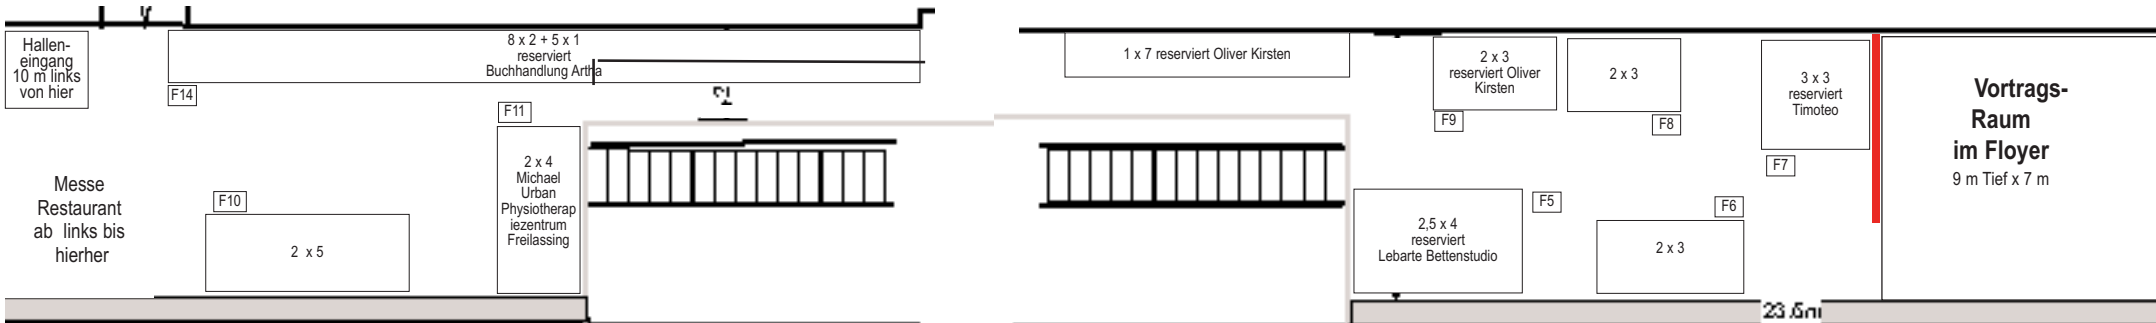 Hallen-
eingang
10 m links
von hier
8 x 2 + 5 x 1
reserviert
Buchhandlung Artha
F14
F11
2 x 4
Michael
Urban
Physiotherap
iezentrum
Freilassing
Messe
Restaurant
ab links bis
hierher
F10
2 x 5
1 x 7 reserviert Oliver Kirsten
2 x 3
reserviert Oliver
Kirsten
F9
2 x 3
F8
3 x 3
reserviert
Timoteo
F7
Vortrags-
Raum
im Floyer
9 m Tief x 7 m
2,5 x 4
reserviert
Lebarte Bettenstudio
F5
F6
2 x 3